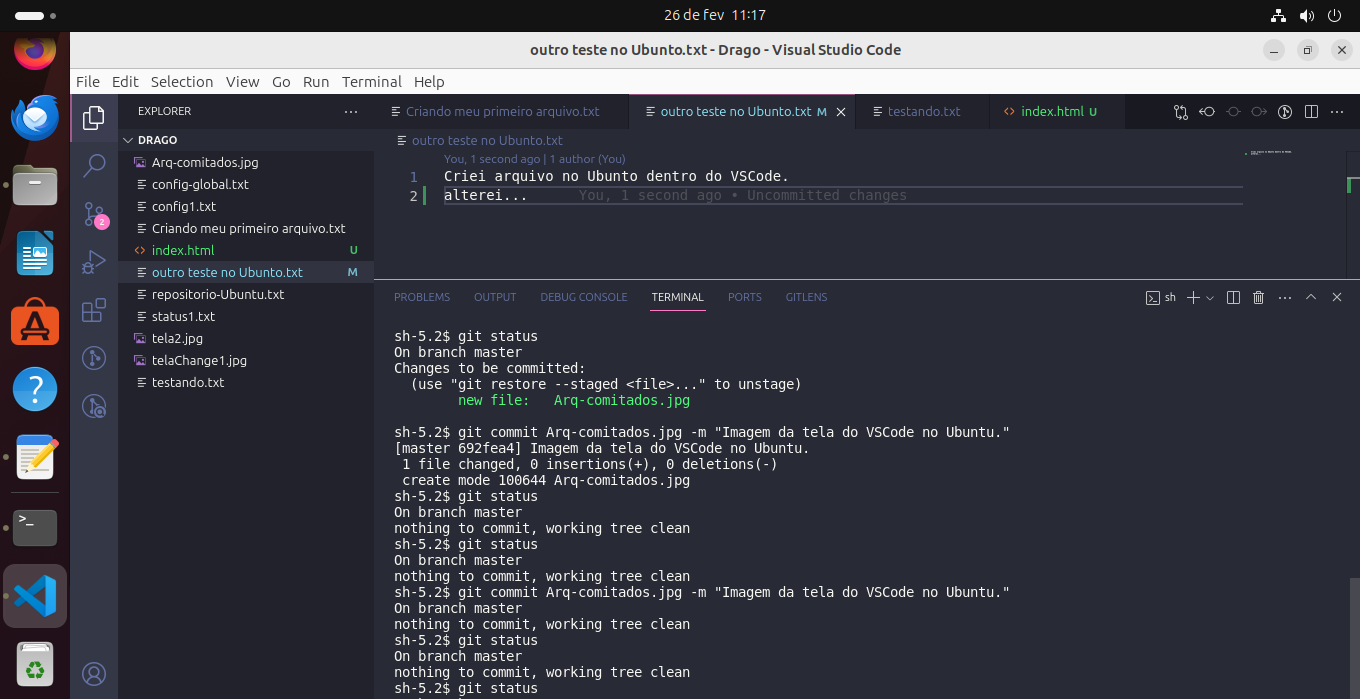 26 de fev 11:17
outro teste no Ubunto.txt - Drago - Visual Studio Code
File Edit Selection View Go Run Terminal Help
EXPLORER
DRAGO
Arq-comitados.jpg
config-global.txt
config1.txt
Criando meu primeiro arquivo.txt
index.html U
outro teste no Ubunto.txt M
repositorio-Ubuntu.txt
status1.txt
tela2.jpg
telaChange1.jpg
testando.txt
2
Criando meu primeiro arquivo.txt outro teste no Ubunto.txt M testando.txt index.html U
outro teste no Ubunto.txt
You, 1 second ago | 1 author (You)
1 Criei arquivo no Ubunto dentro do VSCode.
2 alterei... You, 1 second ago • Uncommitted changes
PROBLEMS OUTPUT DEBUG CONSOLE TERMINAL PORTS GITLENS
sh
sh-5.2$ git status
On branch master
Changes to be committed:
(use "git restore --staged <file>..." to unstage)
new file: Arq-comitados.jpg
sh-5.2$ git commit Arq-comitados.jpg -m "Imagem da tela do VSCode no Ubuntu."
[master 692fea4] Imagem da tela do VSCode no Ubuntu.
1 file changed, 0 insertions(+), 0 deletions(-)
create mode 100644 Arq-comitados.jpg
sh-5.2$ git status
On branch master
nothing to commit, working tree clean
sh-5.2$ git status
On branch master
nothing to commit, working tree clean
sh-5.2$ git commit Arq-comitados.jpg -m "Imagem da tela do VSCode no Ubuntu."
On branch master
nothing to commit, working tree clean
sh-5.2$ git status
On branch master
nothing to commit, working tree clean
sh-5.2$ git status